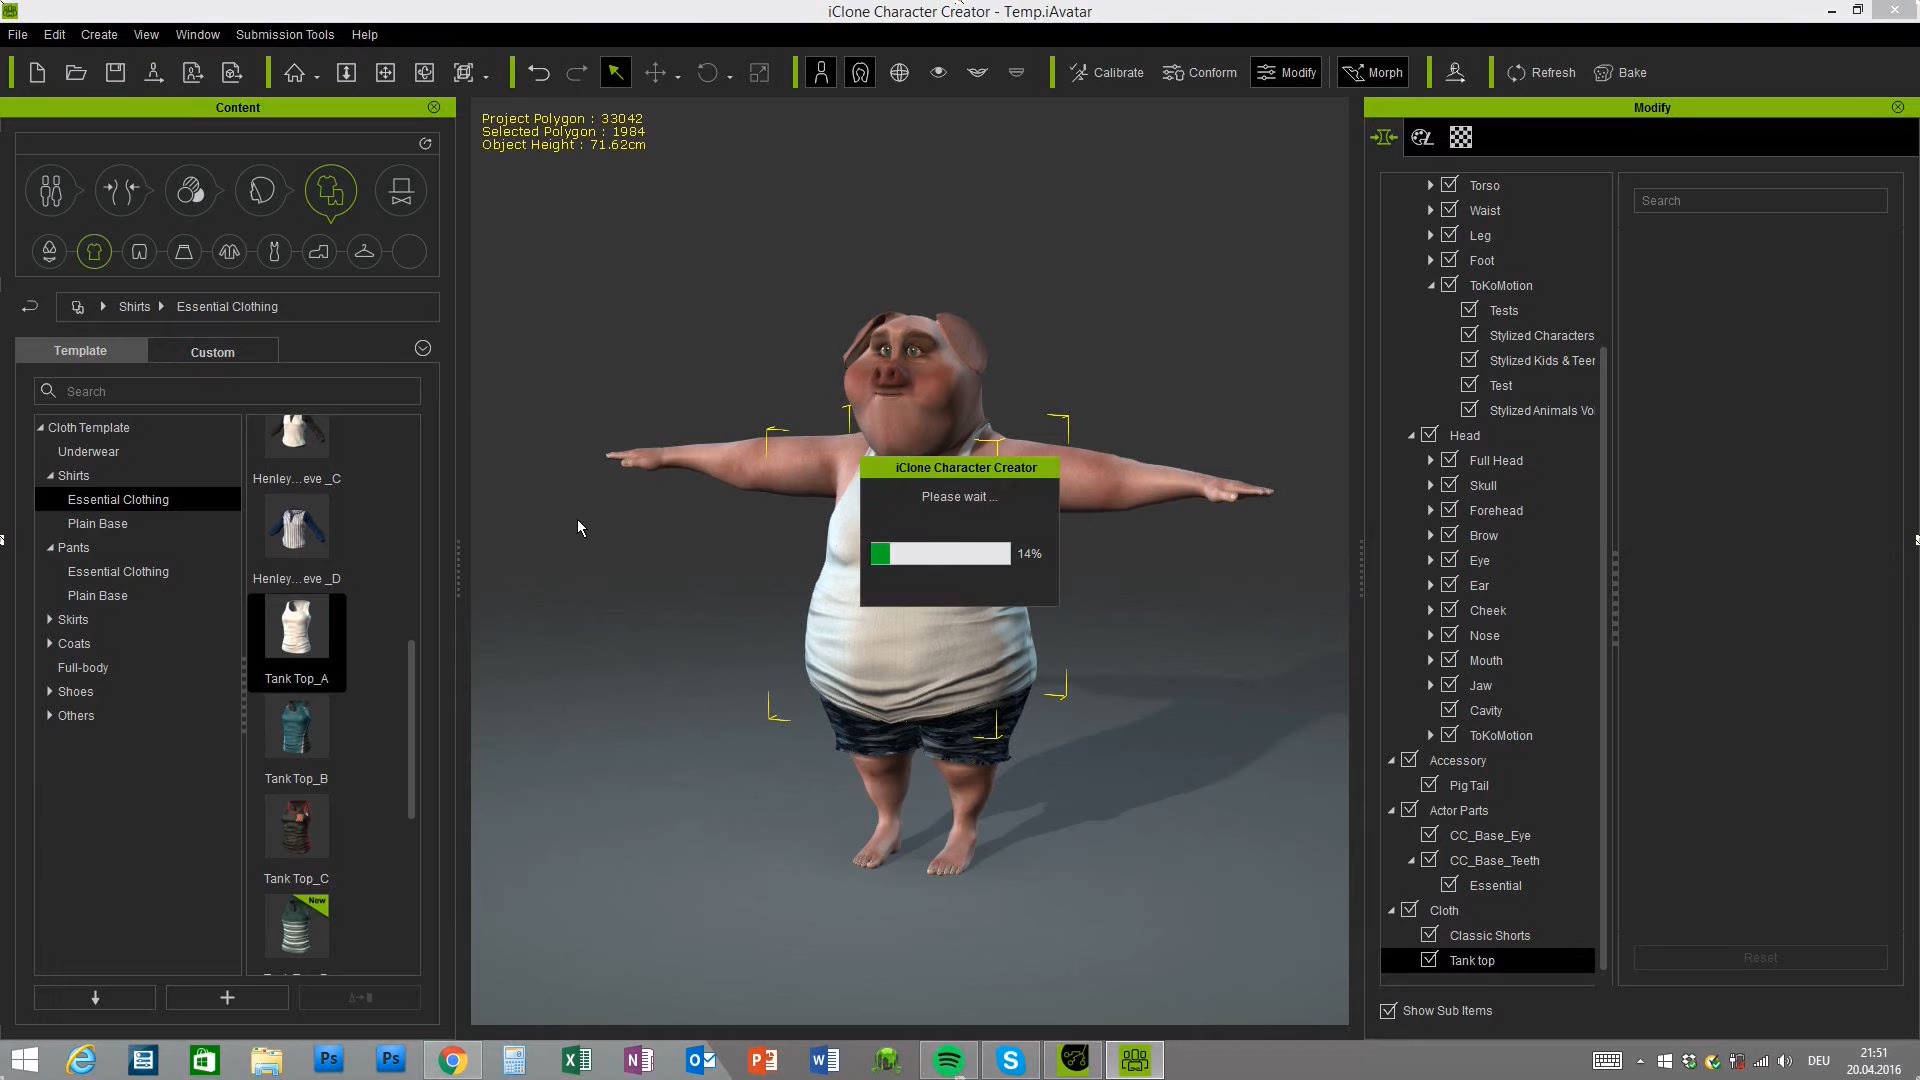 iClone Character Creator - Temp.iAvatar
File Edit Create View Window Submission Tools Help
Calibrate Conform Modify Morph Refresh Bake
Content
Shirts Essential Clothing
Template Custom
Search
Cloth Template
Underwear
Shirts
Essential Clothing
Plain Base
Pants
Essential Clothing
Plain Base
Skirts
Coats
Full-body
Shoes
Others
Henley...eve _C
Henley...eve _D
Tank Top_A
Tank Top_B
Tank Top_C
New
Project Polygon : 33042
Selected Polygon : 1984
Object Height : 71.62cm
iClone Character Creator
Please wait ...
14%
Modify
Torso
Waist
Leg
Foot
ToKoMotion
Tests
Stylized Characters
Stylized Kids & Teer
Test
Stylized Animals Vo
Head
Full Head
Skull
Forehead
Brow
Eye
Ear
Cheek
Nose
Mouth
Jaw
Cavity
ToKoMotion
Accessory
PigTail
Actor Parts
CC_Base_Eye
CC_Base_Teeth
Essential
Cloth
Classic Shorts
Tank top
Show Sub Items
Search
Reset
Ps Ps
DEU
21:51
20.04.2016